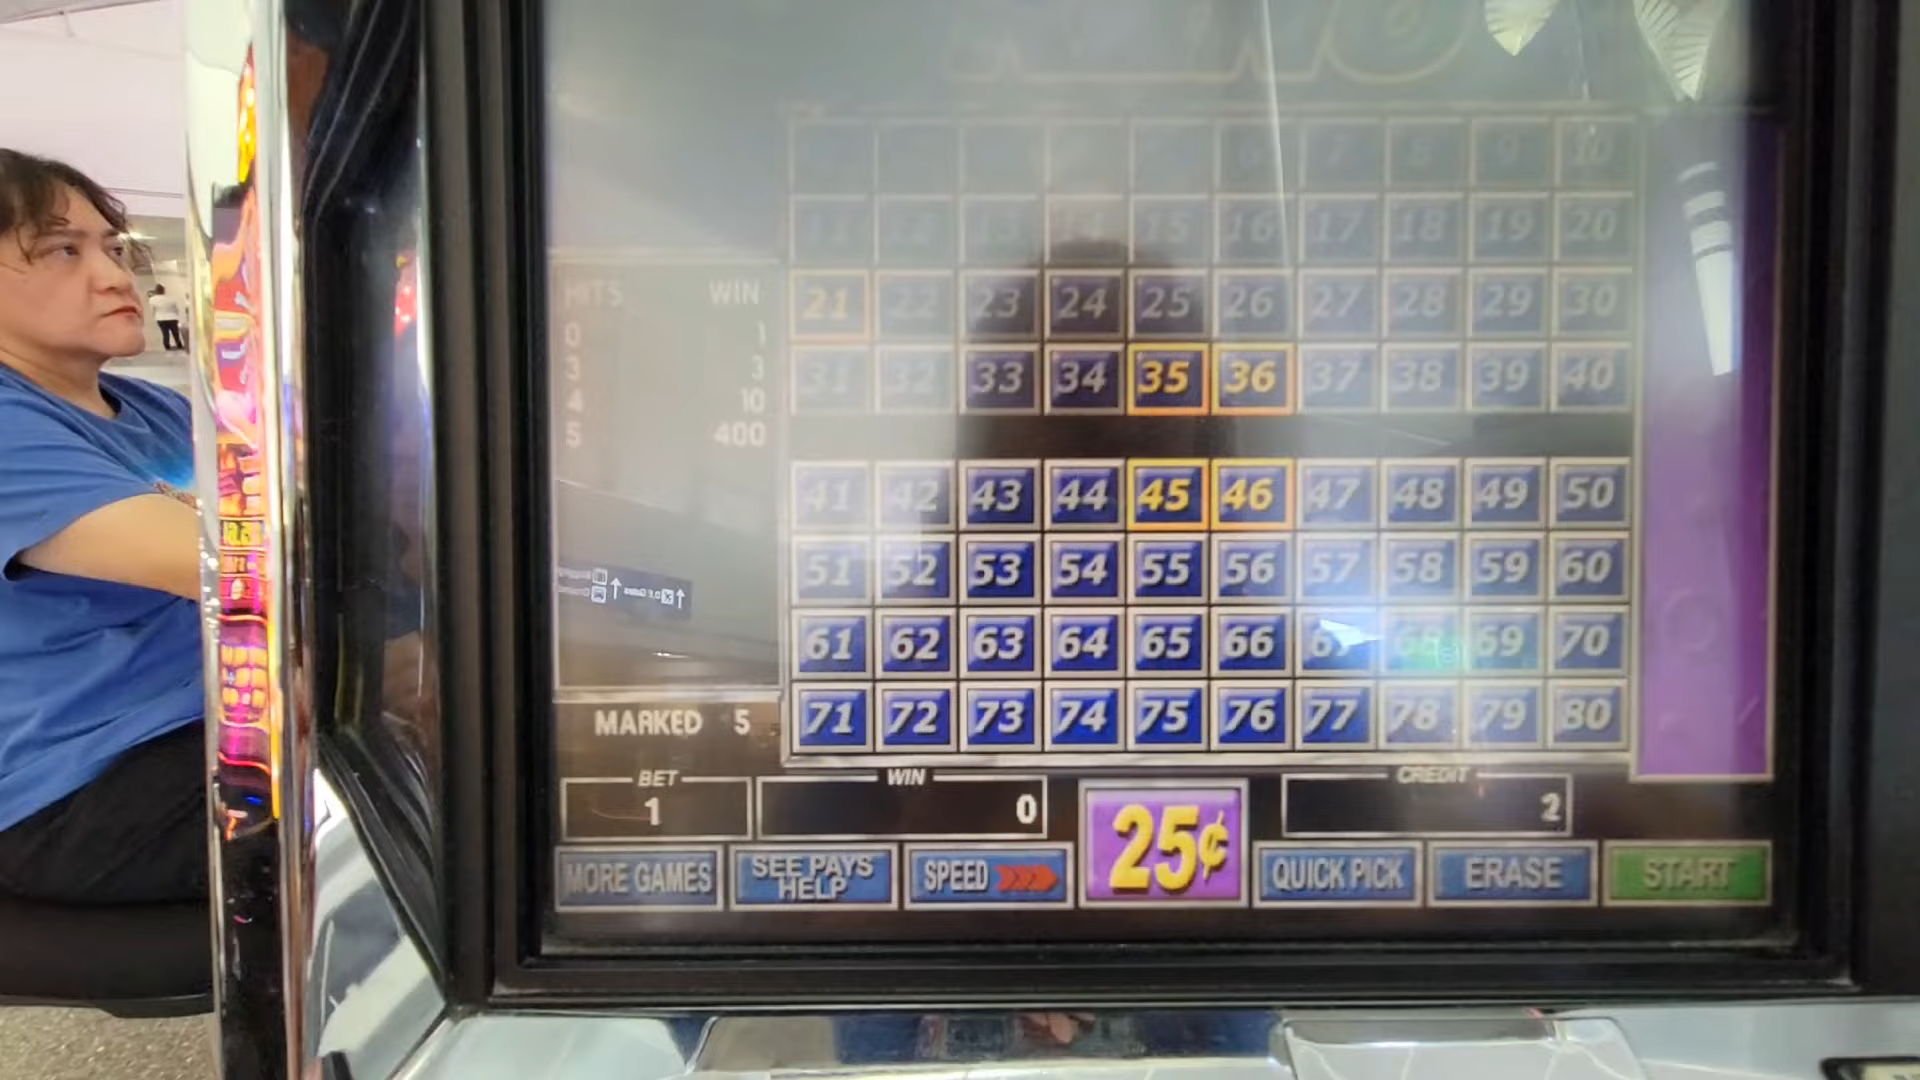 6 7 8 9 10
11 12 13 14 15 16 17 18 19 20
21 22 23 24 25 26 27 28 29 30
31 32 33 34 35 36 37 38 39 40
HITS WIN
0 1
3 3
4 10
5 400
41 42 43 44 45 46 47 48 49 50
51 52 53 54 55 56 57 58 59 60
61 62 63 64 65 66 67 68 69 70
71 72 73 74 75 76 77 78 79 80
MARKED 5
BET
1
WIN
0
25¢
CREDIT
2
MORE GAMES
SEE PAYS
HELP
SPEED
QUICK PICK
ERASE
START